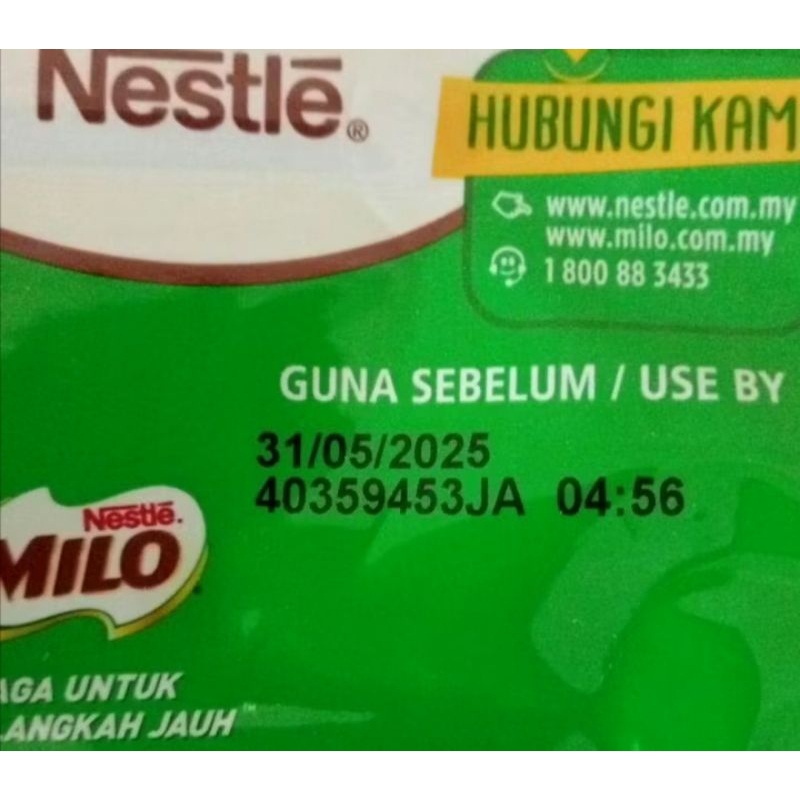 Nestlé®
HUBUNGI KAM
www.nestle.com.my
www.milo.com.my
1 800 88 3433
GUNA SEBELUM / USE BY
31/05/2025
40359453JA 04:56
Nestlé.
MILO
AGA UNTUK
ANGKAH JAUH